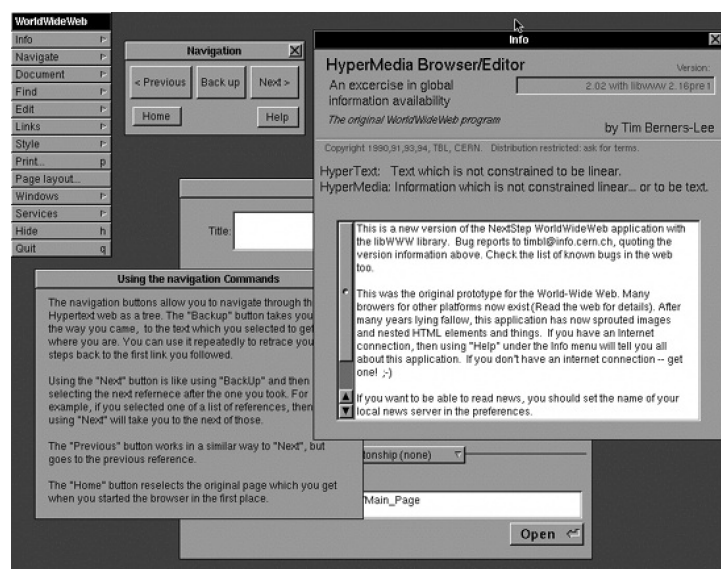 WorldWideWeb
Info
Navigate
Document
Find
Edit
Links
Style
Print... p
Page layout...
Windows
Services
Hide h
Quit q
Navigation
< Previous
Back up
Next >
Home
Help
Info
HyperMedia Browser/Editor
Version:
An excercise in global
information availability
2.02 with libwww 2.16pre1
The original WorldWideWeb program
by Tim Berners-Lee
Copyright 1990,91,93,94, TBL, CERN. Distribution restricted: ask for terms.
HyperText: Text which is not constrained to be linear.
HyperMedia: Information which is not constrained linear... or to be text.
This is a new version of the NextStep WorldWideWeb application with
the libWWW library. Bug reports to timbl@info.cern.ch, quoting the
version information above. Check the list of known bugs in the web
too.
This was the original prototype for the World-Wide Web. Many
browsers for other platforms now exist (Read the web for details). After
many years lying fallow, this application has now sprouted images
and nested HTML elements and things. If you have an Internet
connection, then using "Help" under the Info menu will tell you all
about this application. If you don't have an internet connection -- get
one! ;-)
If you want to be able to read news, you should set the name of your
local news server in the preferences.
Title:
Using the navigation Commands
The navigation buttons allow you to navigate through th
Hypertext web as a tree. The "Backup" button takes you
the way you came, to the text which you selected to get
where you are. You can use it repeatedly to retrace you
steps back to the first link you followed.
Using the "Next" button is like using "BackUp" and then
selecting the next refernece after the one you took. For
example, if you selected one of a list of references, then
using "Next" will take you to the next of those.
The "Previous" button works in a similar way to "Next", but
goes to the previous reference.
The "Home" button reselects the original page which you get
when you started the browser in the first place.
tonship (none)
/Main_Page
Open